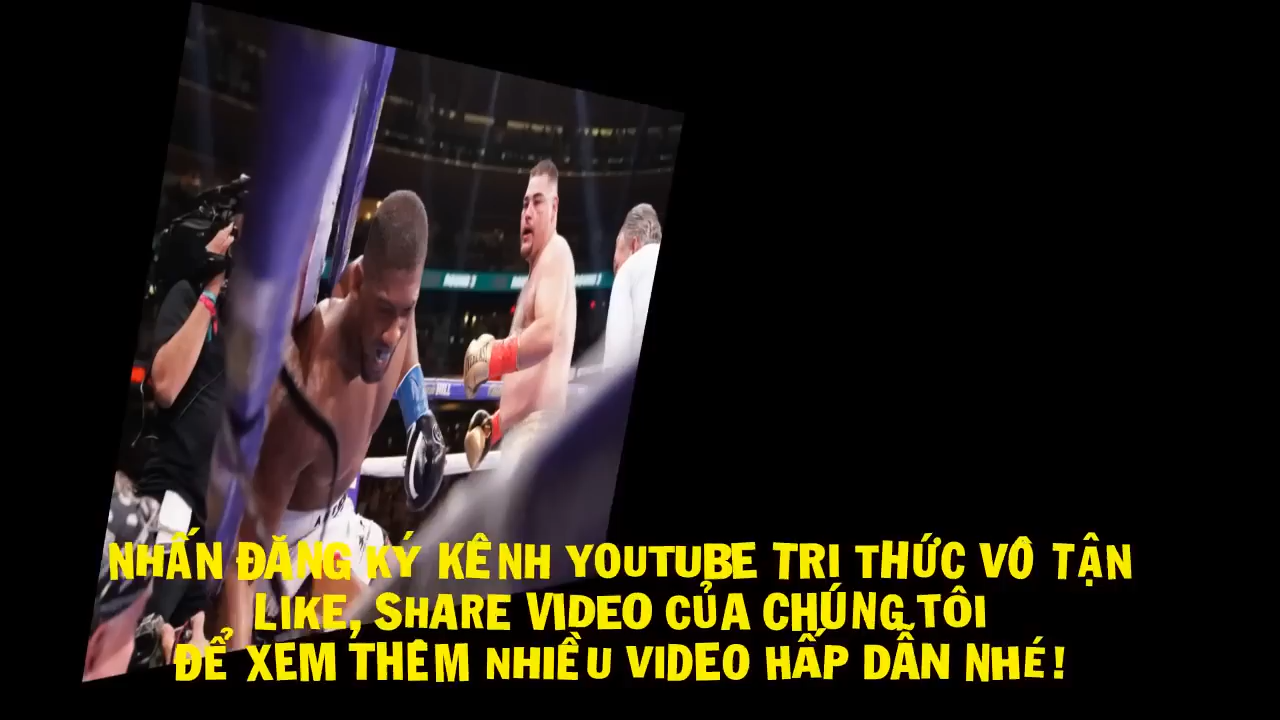 NHẤN ĐĂNG KÝ KÊNH YOUTUBE TRI THỨC VÔ TẬN
LIKE, SHARE VIDEO CỦA CHÚNG TÔI
ĐỂ XEM THÊM NHIỀU VIDEO HẤP DẪN NHÉ!